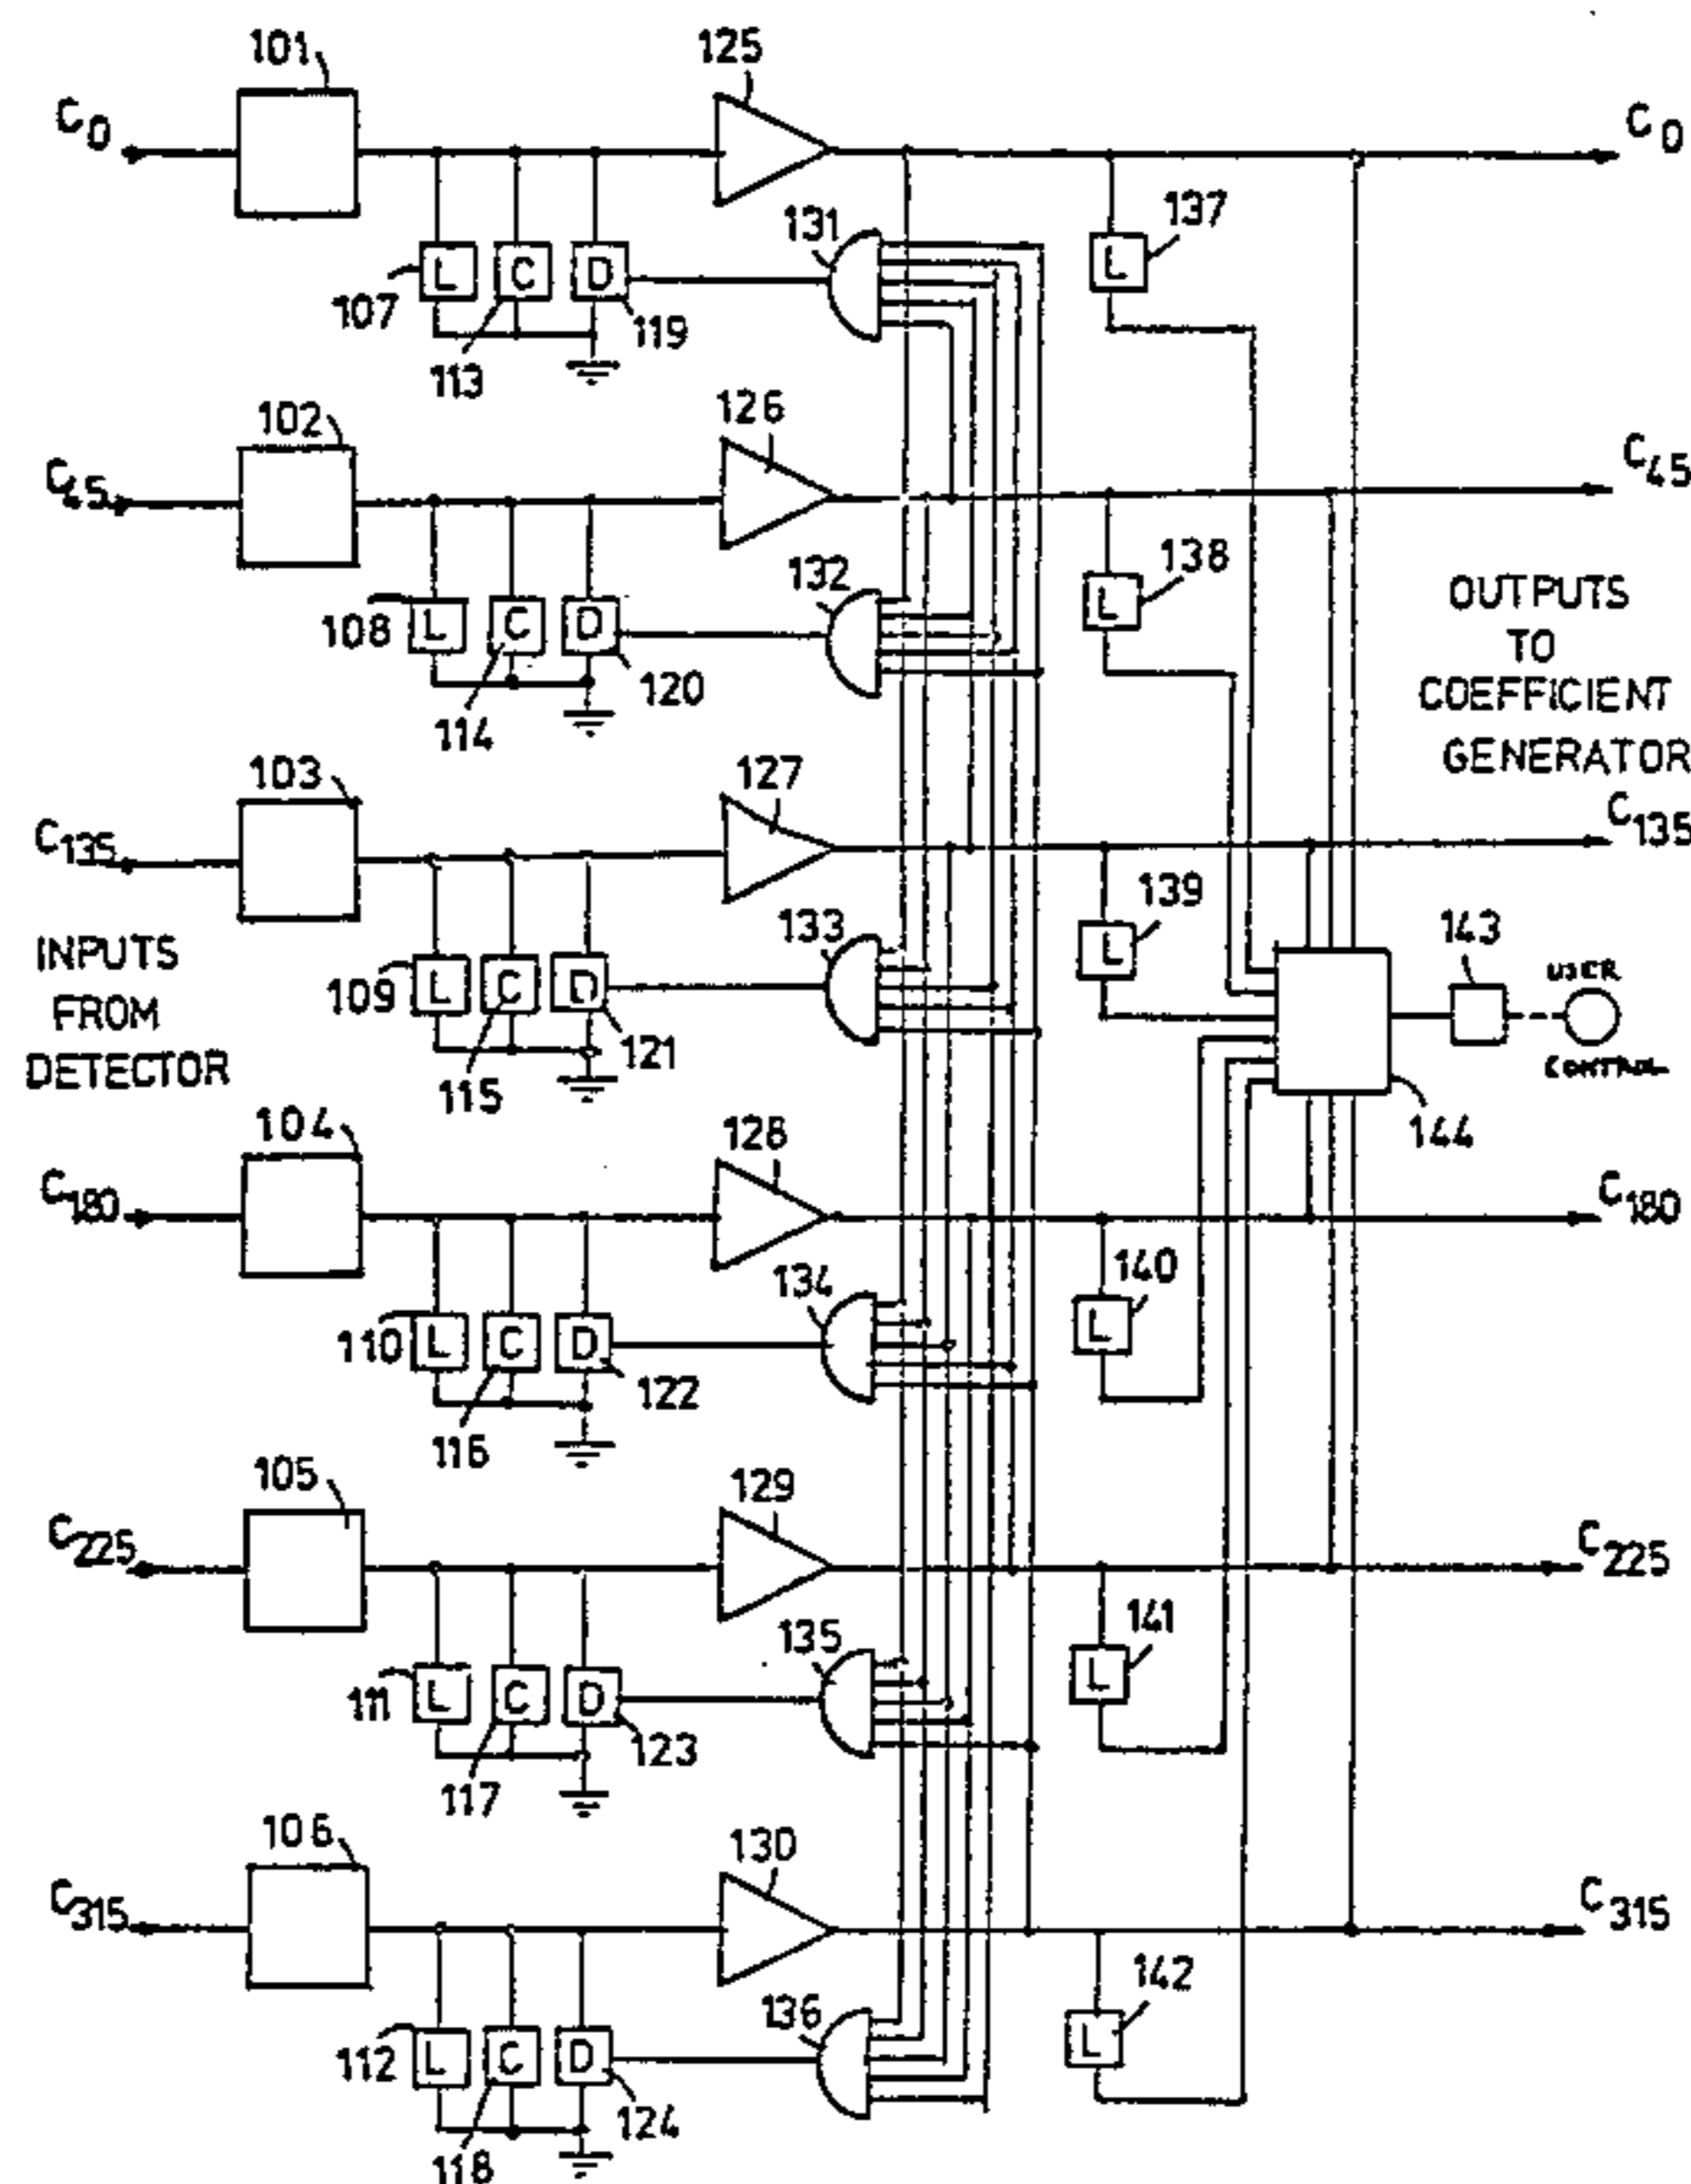 101
125
C0
C0
131
137
L
C
D
L
107
119
113
102
126
C45
C45
132
138
L
C
D
L
108
120
114
OUTPUTS
TO
COEFFICIENT
GENERATOR
103
127
C135
C135
133
139
143
INPUTS
FROM
DETECTOR
L
C
D
L
USER
CONTROL
109
121
115
144
104
128
C180
C180
134
140
L
C
D
L
110
122
116
105
129
C225
C225
135
141
L
C
D
L
111
123
117
106
130
C315
C315
136
142
L
C
D
L
112
124
118